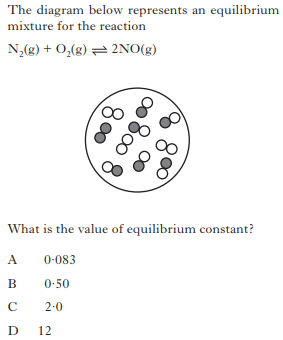 The diagram below represents an equilibrium
mixture for the reaction
N₂(g) + O₂(g) ⇌ 2NO(g)
What is the value of equilibrium constant?
A 0·083
B 0·50
C 2·0
D 12